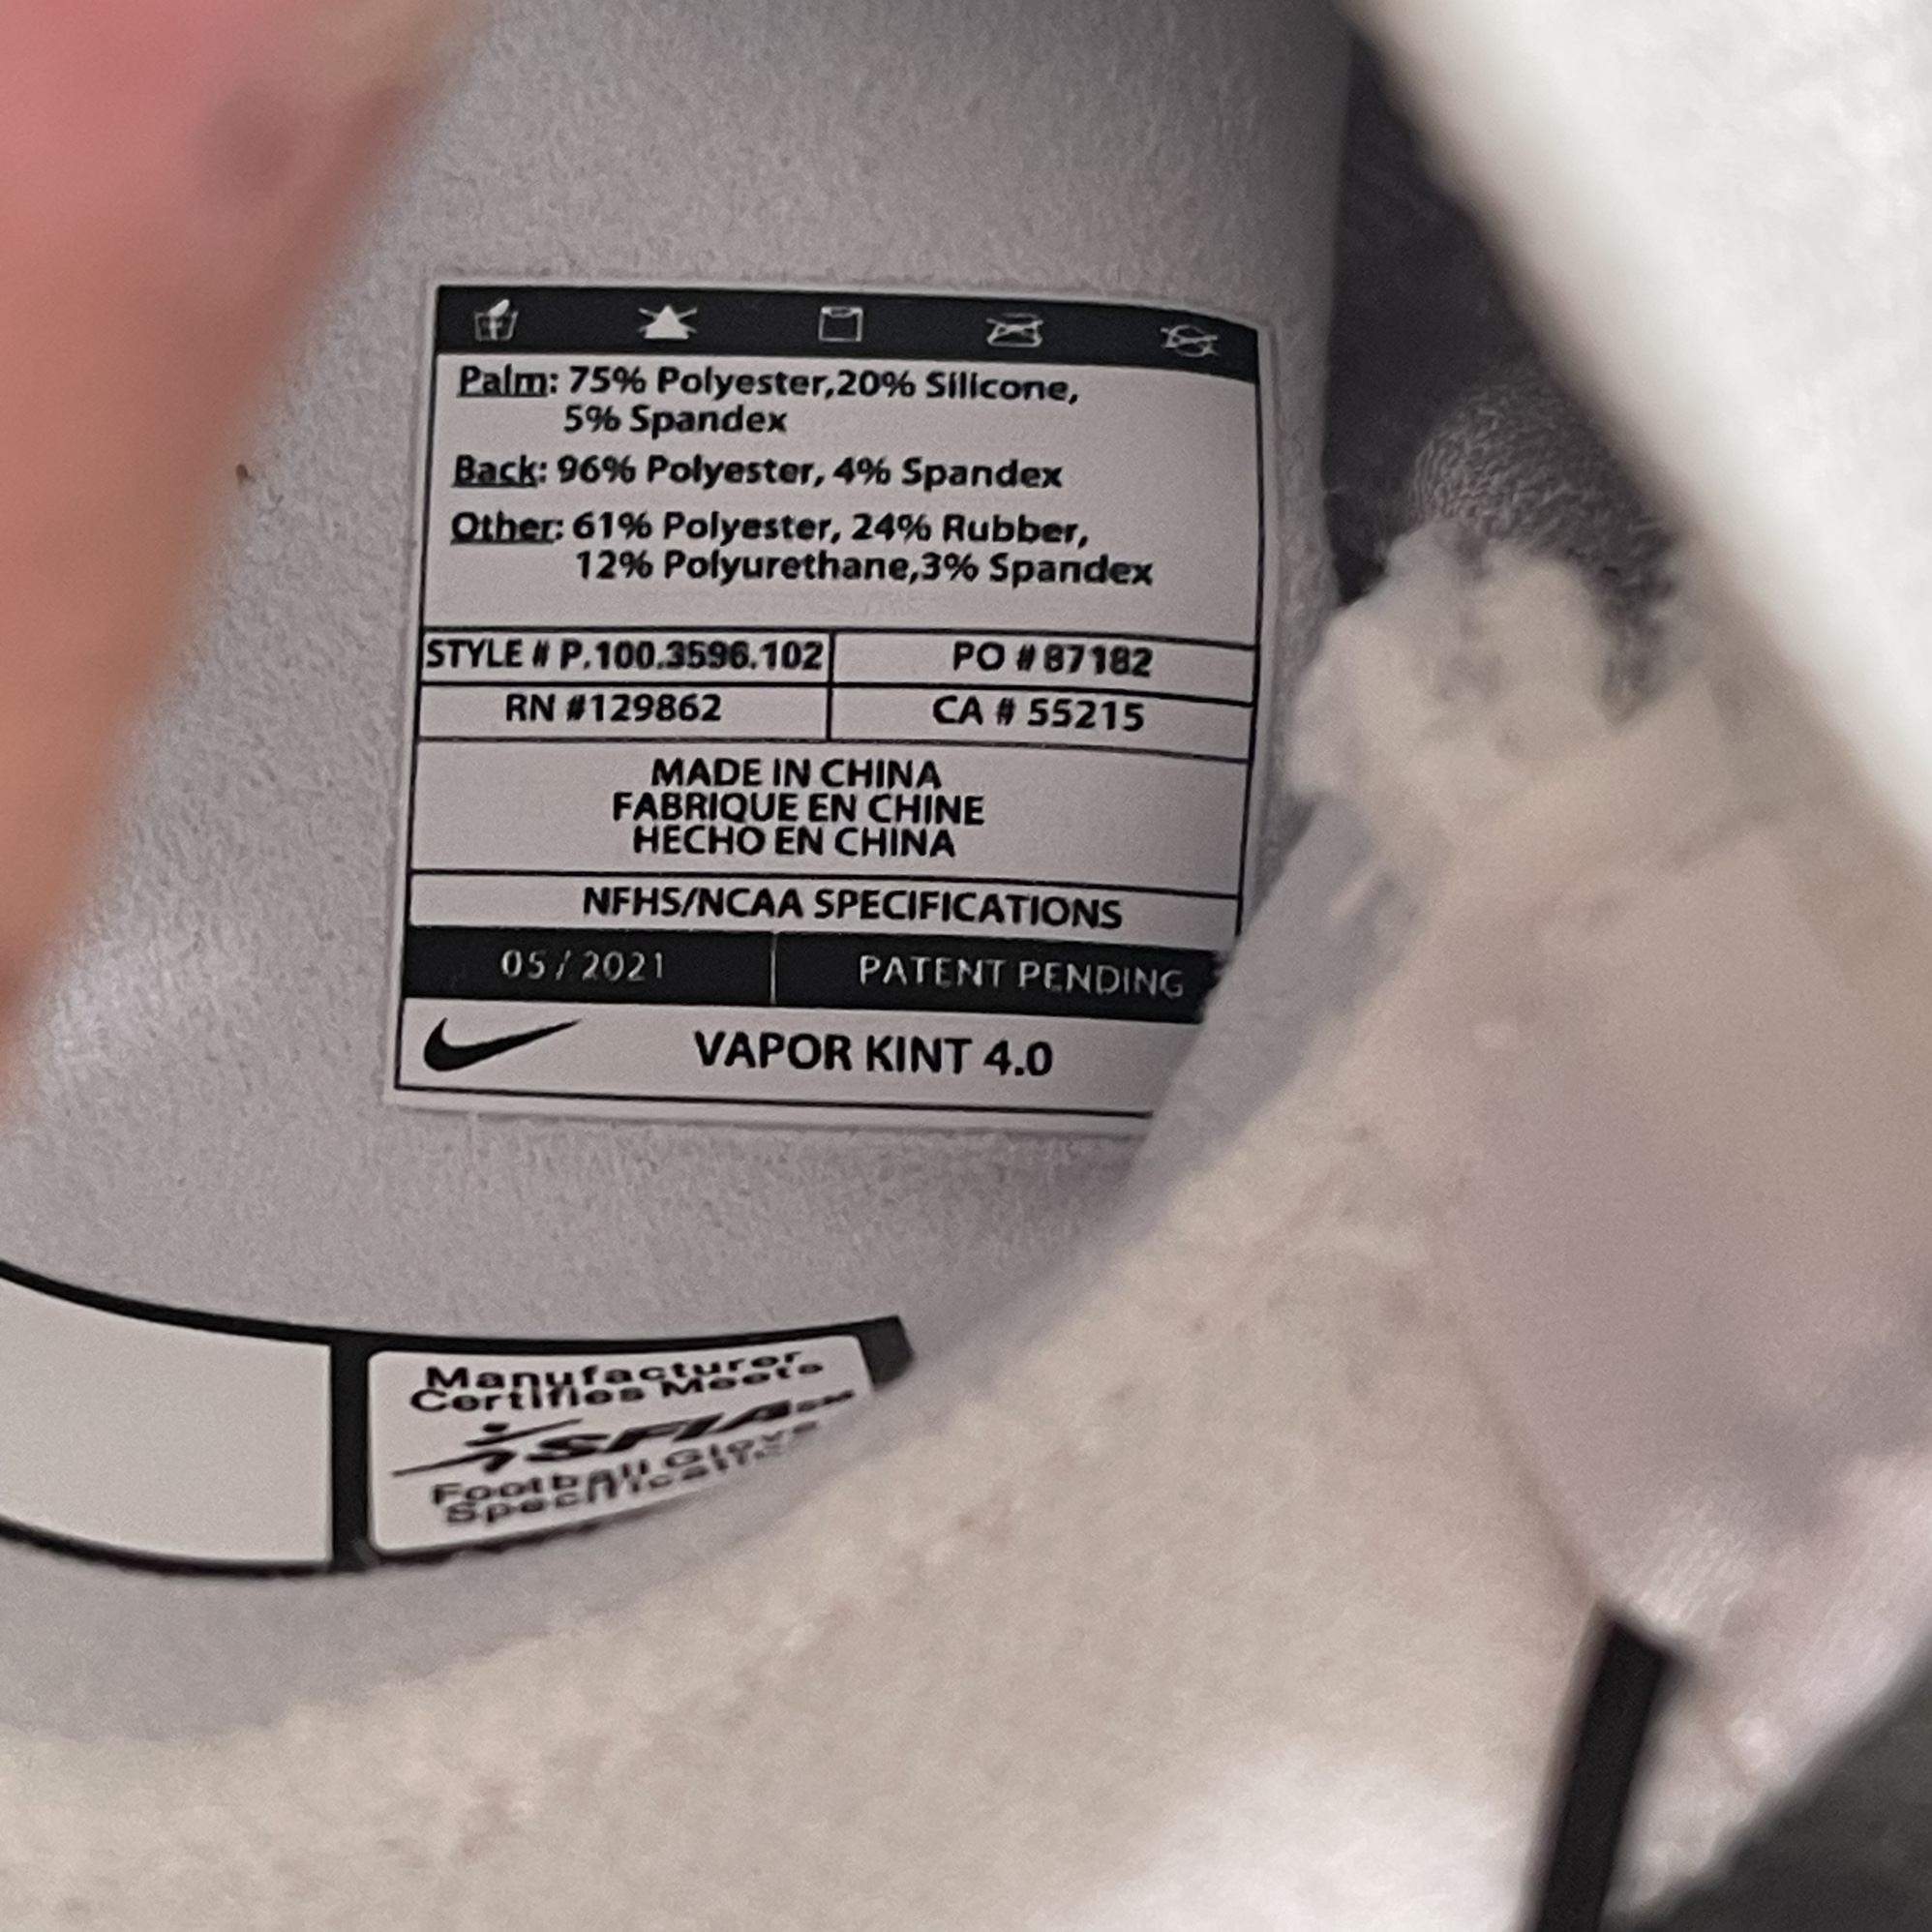 Palm: 75% Polyester,20% Silicone,
5% Spandex
Back: 96% Polyester, 4% Spandex
Other: 61% Polyester, 24% Rubber,
12% Polyurethane,3% Spandex
STYLE # P.100.3596.102 PO # 87182
RN #129862 CA # 55215
MADE IN CHINA
FABRIQUE EN CHINE
HECHO EN CHINA
NFHS/NCAA SPECIFICATIONS
05 / 2021 PATENT PENDING
VAPOR KINT 4.0
Manufacturer
Certifies Meets
SFIA
Football Glove